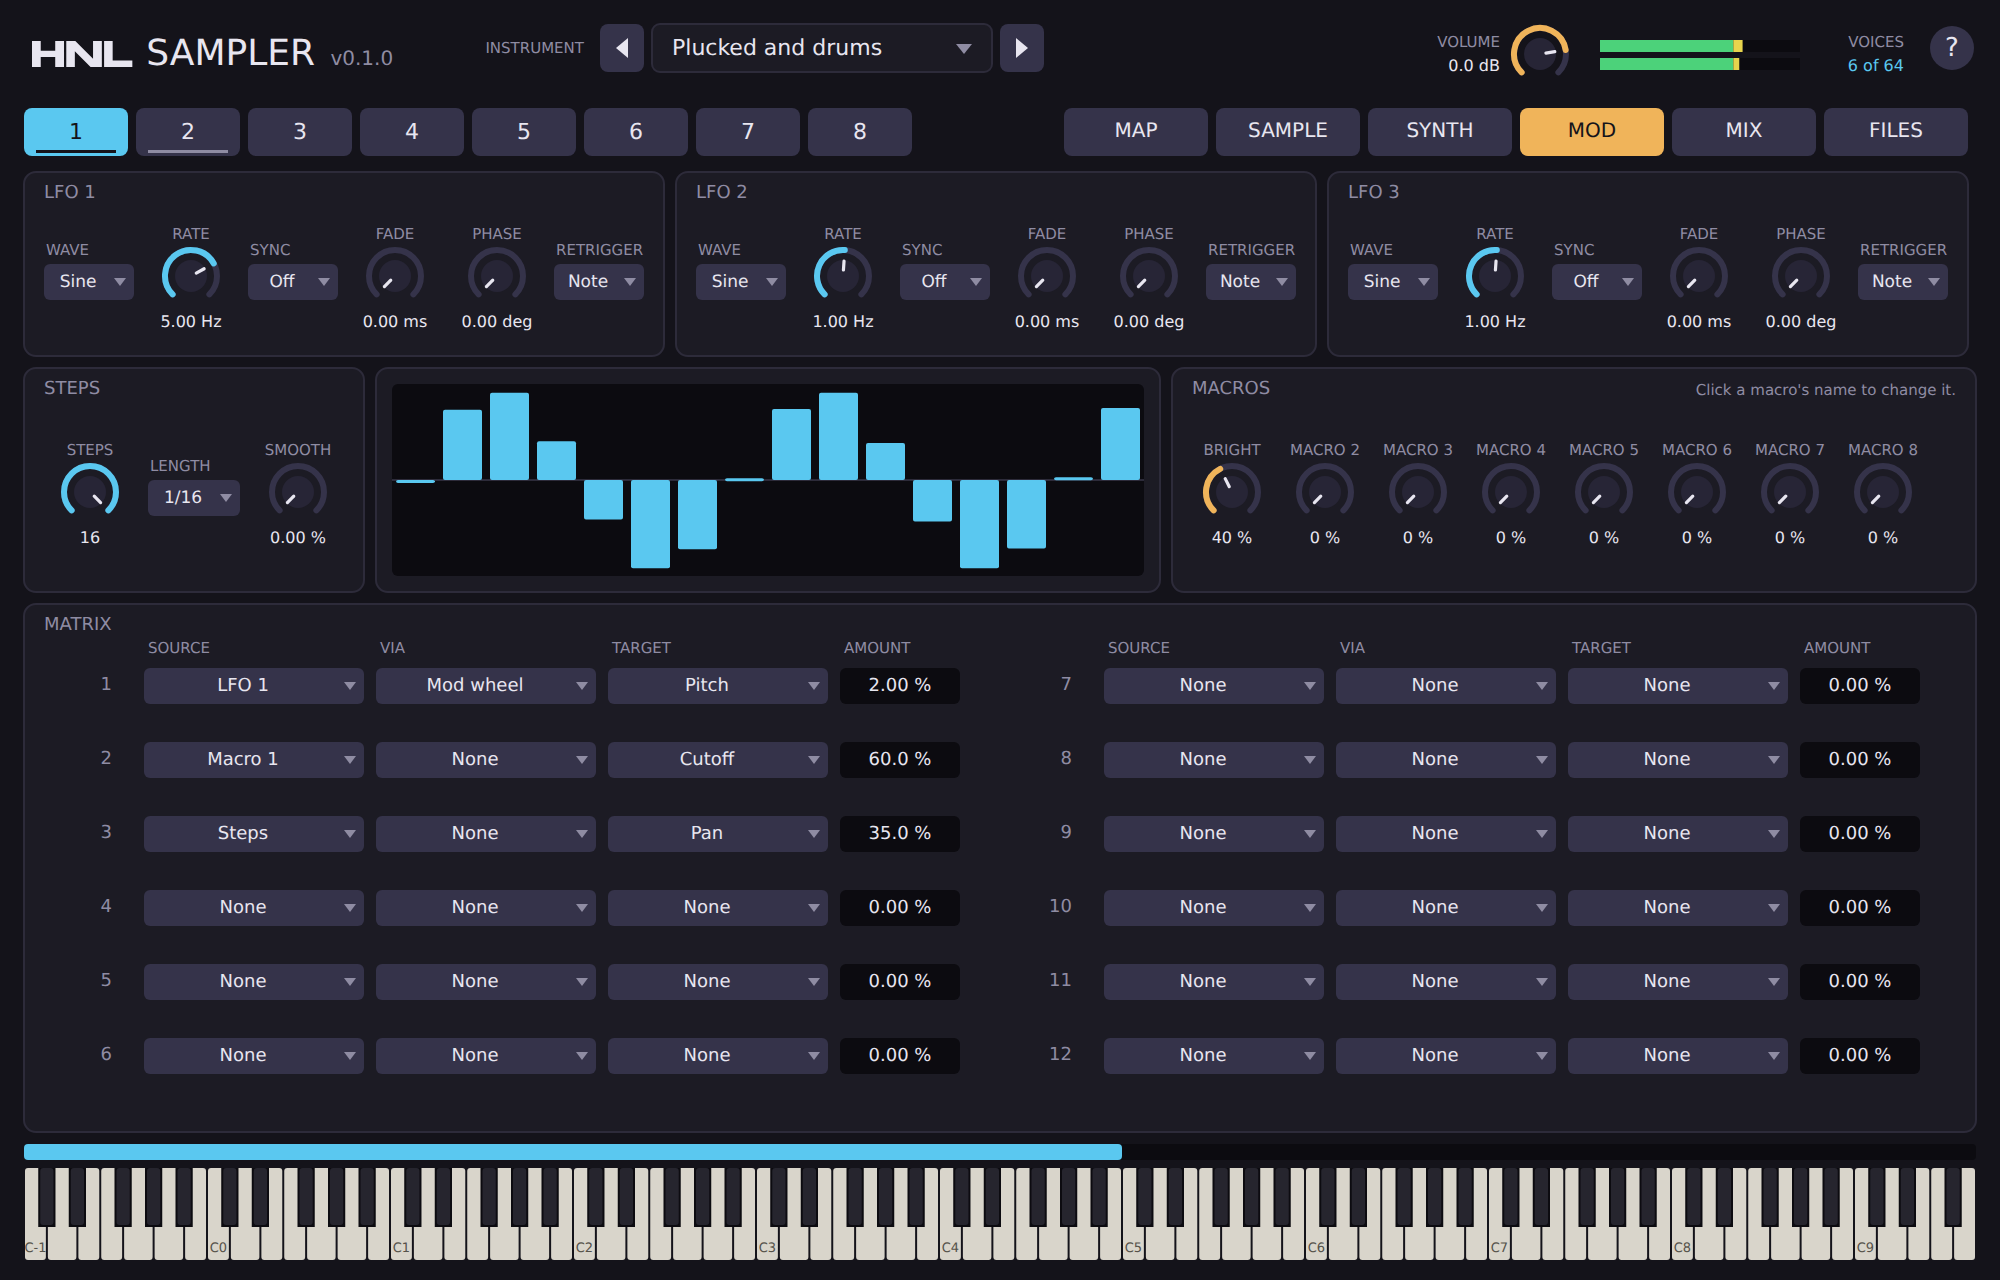 HNL SAMPLER v0.1.0
INSTRUMENT Plucked and drums
VOLUME 0.0 dB
VOICES 6 of 64
?
1 2 3 4 5 6 7 8
MAP SAMPLE SYNTH MOD MIX FILES
LFO 1
WAVE RATE SYNC FADE PHASE RETRIGGER
Sine Off Note
5.00 Hz 0.00 ms 0.00 deg
LFO 2
WAVE RATE SYNC FADE PHASE RETRIGGER
Sine Off Note
1.00 Hz 0.00 ms 0.00 deg
LFO 3
WAVE RATE SYNC FADE PHASE RETRIGGER
Sine Off Note
1.00 Hz 0.00 ms 0.00 deg
STEPS
STEPS LENGTH SMOOTH
1/16
16 0.00 %
MACROS Click a macro's name to change it.
BRIGHT MACRO 2 MACRO 3 MACRO 4 MACRO 5 MACRO 6 MACRO 7 MACRO 8
40 % 0 % 0 % 0 % 0 % 0 % 0 % 0 %
MATRIX
SOURCE VIA TARGET AMOUNT SOURCE VIA TARGET AMOUNT
1 LFO 1 Mod wheel Pitch 2.00 % 7 None None None 0.00 %
2 Macro 1 None Cutoff 60.0 % 8 None None None 0.00 %
3 Steps None Pan 35.0 % 9 None None None 0.00 %
4 None None None 0.00 % 10 None None None 0.00 %
5 None None None 0.00 % 11 None None None 0.00 %
6 None None None 0.00 % 12 None None None 0.00 %
C-1 C0 C1 C2 C3 C4 C5 C6 C7 C8 C9